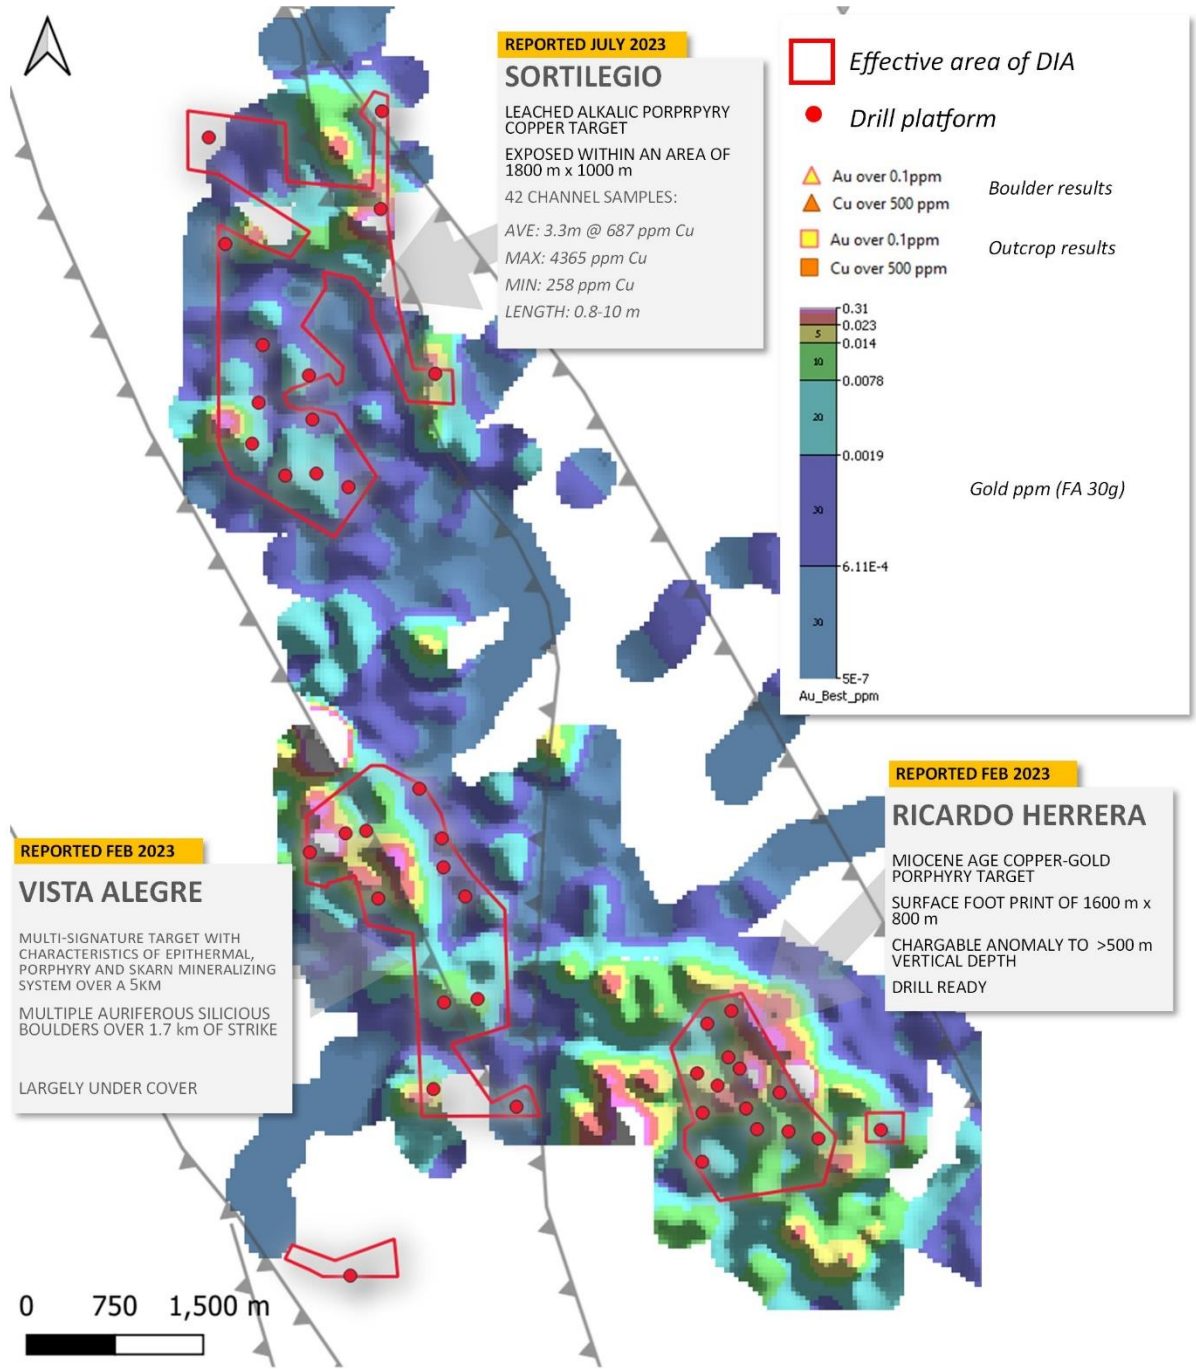 REPORTED JULY 2023
SORTILEGIO
LEACHED ALKALIC PORPRPYRY
COPPER TARGET
EXPOSED WITHIN AN AREA OF
1800 m x 1000 m
42 CHANNEL SAMPLES:
AVE: 3.3m @ 687 ppm Cu
MAX: 4365 ppm Cu
MIN: 258 ppm Cu
LENGTH: 0.8-10 m
Effective area of DIA
Drill platform
Au over 0.1ppm
Cu over 500 ppm
Boulder results
Au over 0.1ppm
Cu over 500 ppm
Outcrop results
0.31
0.023
5
0.014
10
0.0078
20
0.0019
30
6.11E-4
30
5E-7
Au_Best_ppm
Gold ppm (FA 30g)
REPORTED FEB 2023
RICARDO HERRERA
MIOCENE AGE COPPER-GOLD
PORPHYRY TARGET
SURFACE FOOT PRINT OF 1600 m x
800 m
CHARGABLE ANOMALY TO >500 m
VERTICAL DEPTH
DRILL READY
REPORTED FEB 2023
VISTA ALEGRE
MULTI-SIGNATURE TARGET WITH
CHARACTERISTICS OF EPITHERMAL,
PORPHYRY AND SKARN MINERALIZING
SYSTEM OVER A 5KM
MULTIPLE AURIFEROUS SILICIOUS
BOULDERS OVER 1.7 km OF STRIKE
LARGELY UNDER COVER
0 750 1,500 m